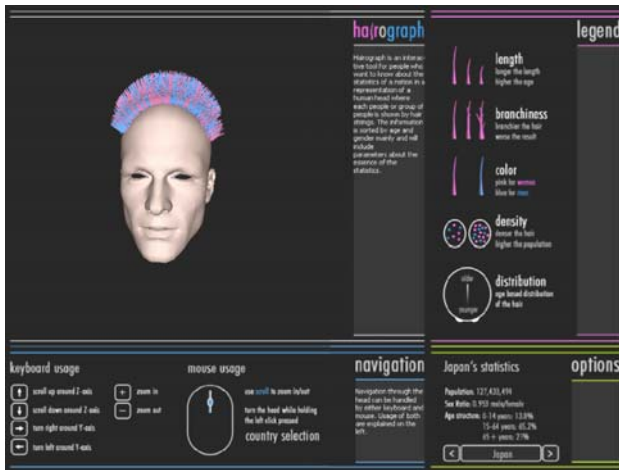 ha(rograph
Hairograph is an interac-
tive tool for people who
want to know about the
statistics of a nation in a
representation of a
human head where
each people or group of
people is shown by hair
strings. The information
is sorted by age and
gender mainly and will
include
parameters about the
essence of the
statistics.
legend
length
longer the length
higher the age
branchiness
branchier the hair
worse the result
color
pink for women
blue for men
density
denser the hair
higher the population
older
younger
distribution
age based distribution
of the hair
keyboard usage
scroll up around Z-axis
scroll down around Z-axis
turn right around Y-axis
turn left around Y-axis
+ zoom in
− zoom out
mouse usage
use scroll to zoom in/out
turn the head while holding
the left click pressed
country selection
navigation
Navigation through the
head can be handled
by either keyboard and
mouse. Usage of both
are explained on the
left.
Japan's statistics
Population: 127,433,494
Sex Ratio: 0.953 male/female
Age structure: 0-14 years: 13.8%
15-64 years: 65.2%
65+ years: 21%
< Japan >
options